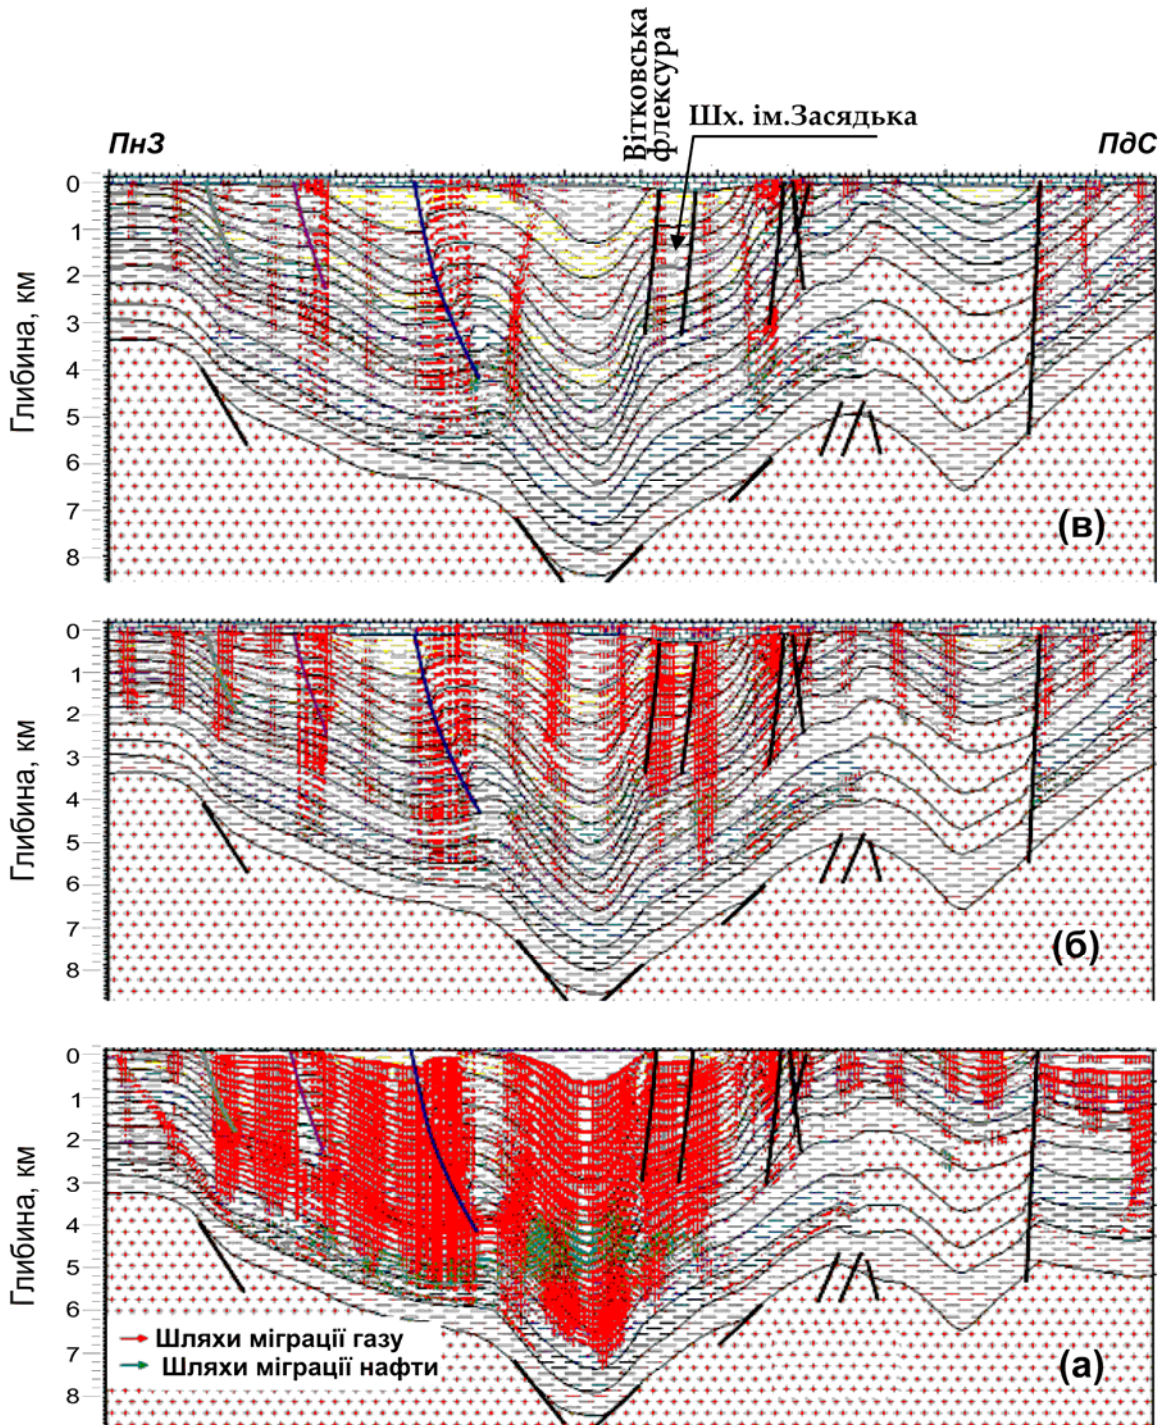 Вітковська
флексура
Шх. ім.Засядька
ПнЗ
ПдС
Глибина, км
0
1
2
3
4
5
6
7
8
(в)
Глибина, км
0
1
2
3
4
5
6
7
8
(б)
Глибина, км
0
1
2
3
4
5
6
7
8
Шляхи міграції газу
Шляхи міграції нафти
(а)